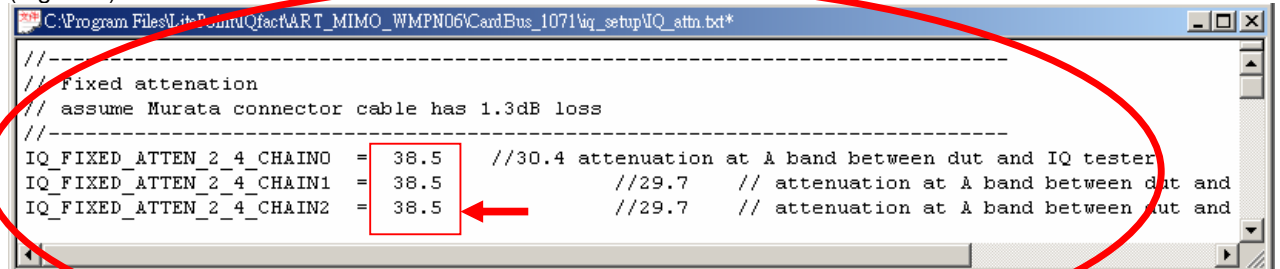 C:\Program Files\LitePoint\IQfact\ART_MIMO_WMPN06\CardBus_1071\iq_setup\IQ_attn.txt*
//--------------------------------------------------------------------------------
// Fixed attenation
// assume Murata connector cable has 1.3dB loss
//--------------------------------------------------------------------------------
IQ_FIXED_ATTEN_2_4_CHAIN0 = 38.5 //30.4 attenuation at A band between dut and IQ tester
IQ_FIXED_ATTEN_2_4_CHAIN1 = 38.5 //29.7 // attenuation at A band between dut and
IQ_FIXED_ATTEN_2_4_CHAIN2 = 38.5 //29.7 // attenuation at A band between dut and